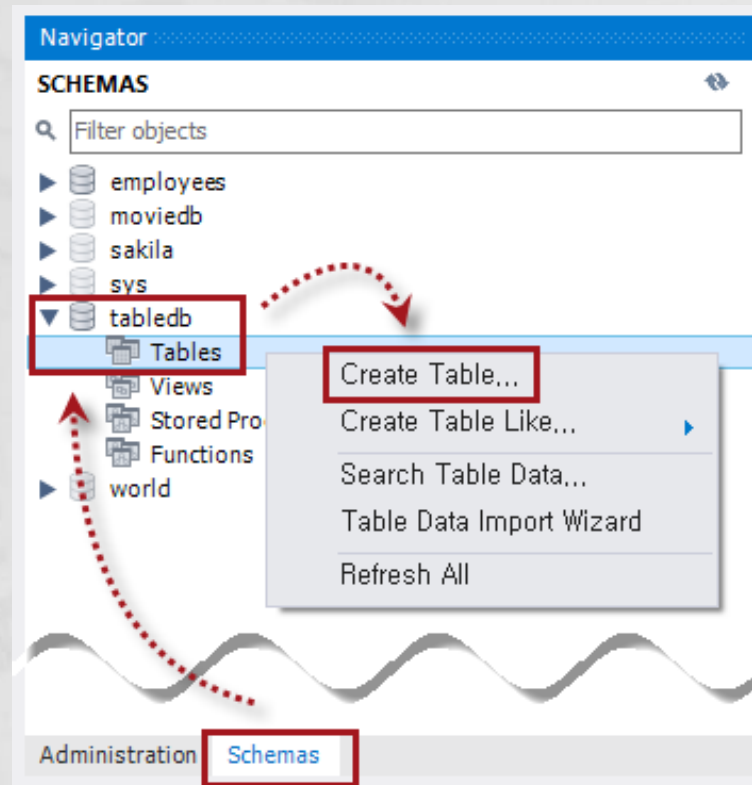 Navigator
SCHEMAS
Filter objects
employees
moviedb
sakila
sys
tabledb
Tables
Views
Stored Pro
Functions
world
Create Table...
Create Table Like...
Search Table Data...
Table Data Import Wizard
Refresh All
Administration Schemas